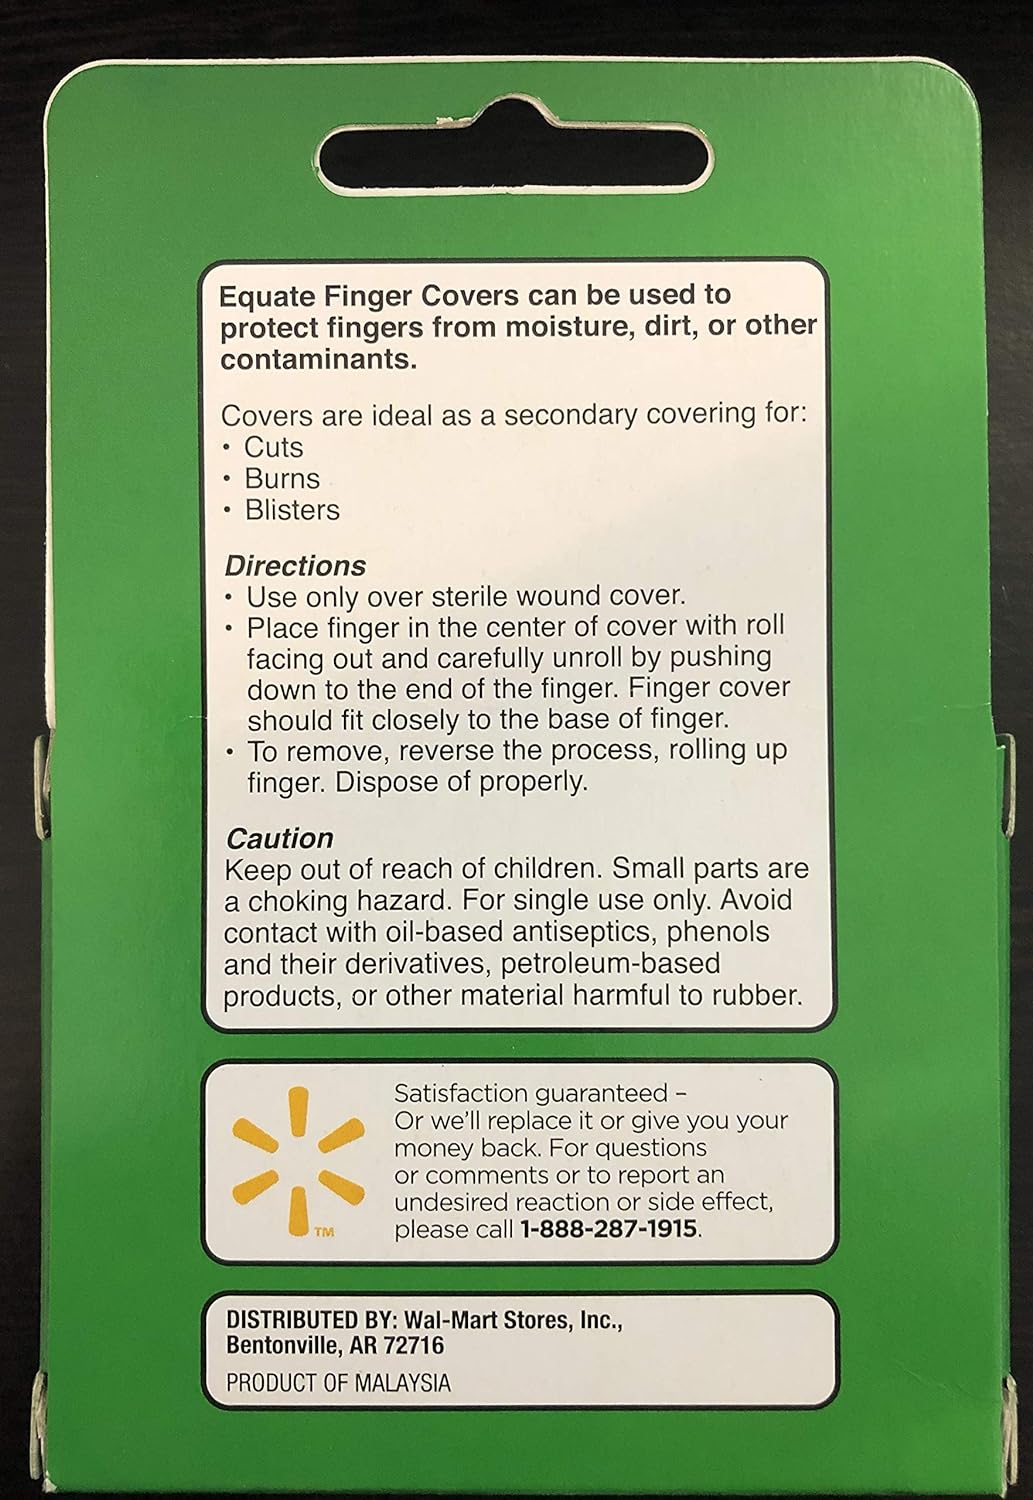 Equate Finger Covers can be used to
protect fingers from moisture, dirt, or other
contaminants.
Covers are ideal as a secondary covering for:
• Cuts
• Burns
• Blisters
Directions
• Use only over sterile wound cover.
• Place finger in the center of cover with roll
facing out and carefully unroll by pushing
down to the end of the finger. Finger cover
should fit closely to the base of finger.
• To remove, reverse the process, rolling up
finger. Dispose of properly.
Caution
Keep out of reach of children. Small parts are
a choking hazard. For single use only. Avoid
contact with oil-based antiseptics, phenols
and their derivatives, petroleum-based
products, or other material harmful to rubber.
Satisfaction guaranteed –
Or we'll replace it or give you your
money back. For questions
or comments or to report an
undesired reaction or side effect,
please call 1-888-287-1915.
TM
DISTRIBUTED BY: Wal-Mart Stores, Inc.,
Bentonville, AR 72716
PRODUCT OF MALAYSIA